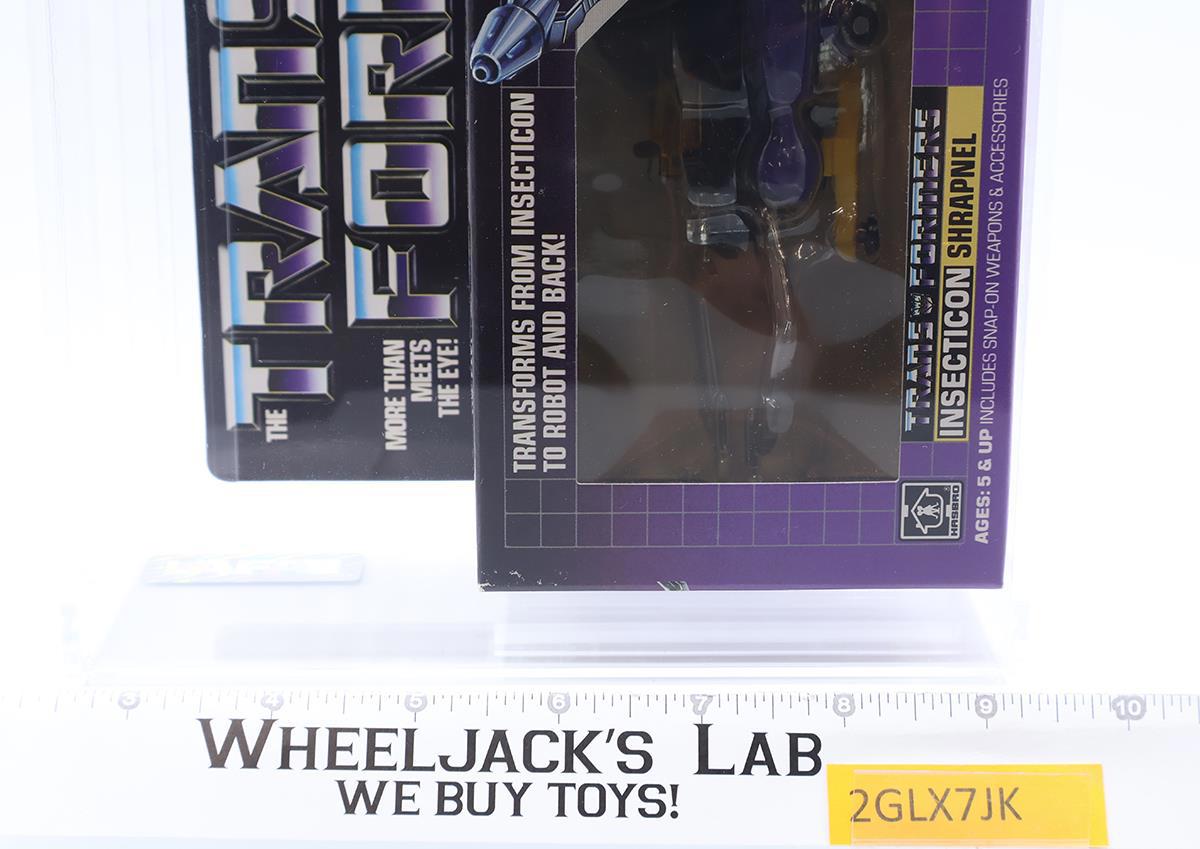 THE TRANS
FORM
MORE THAN
MEETS
THE EYE!
TRANSFORMS FROM INSECTICON
TO ROBOT AND BACK!
TRANSFORMERS
INSECTICON SHRAPNEL
AGES: 5 & UP INCLUDES SNAP-ON WEAPONS & ACCESSORIES
HASBRO
3 4 5 6 7 8 9 10
WHEELJACK'S LAB
WE BUY TOYS!
2GLX7JK